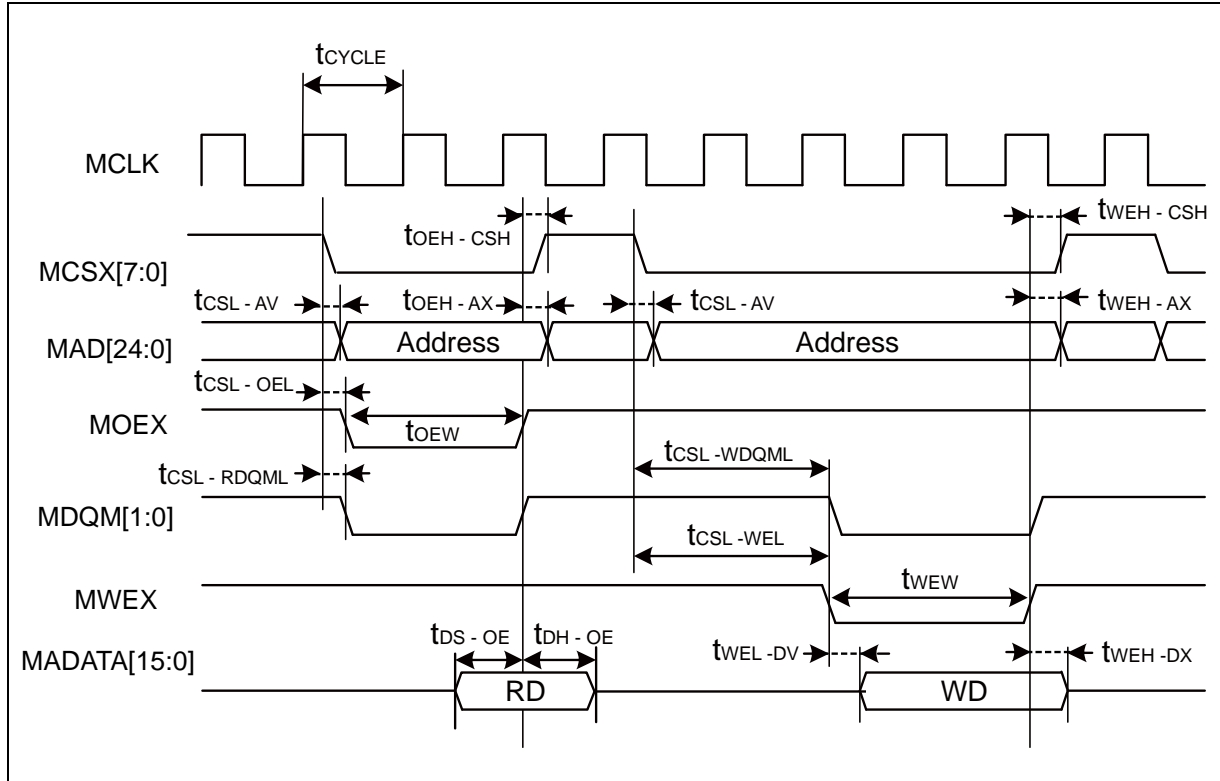 tCYCLE
MCLK
tOEH - CSH
tWEH - CSH
MCSX[7:0]
tCSL - AV
tOEH - AX
tCSL - AV
tWEH - AX
MAD[24:0]
Address
Address
tCSL - OEL
MOEX
tOEW
tCSL - RDQML
tCSL -WDQML
MDQM[1:0]
tCSL -WEL
MWEX
tWEW
tDS - OE
tDH - OE
tWEL -DV
tWEH -DX
MADATA[15:0]
RD
WD